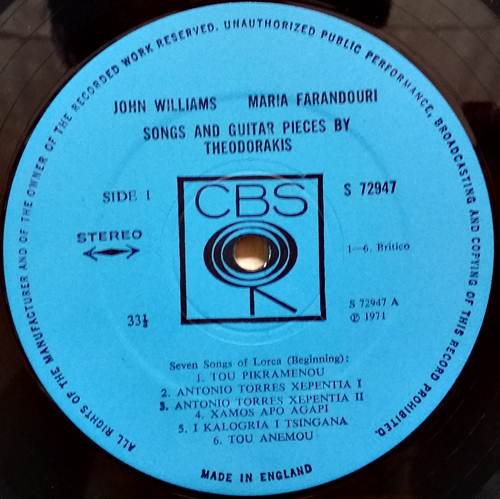 ALL RIGHTS OF THE MANUFACTURER AND OF THE OWNER OF THE RECORDED WORK RESERVED. UNAUTHORIZED PUBLIC PERFORMANCE, BROADCASTING AND COPYING OF THIS RECORD PROHIBITED.
JOHN WILLIAMS MARIA FARANDOURI
SONGS AND GUITAR PIECES BY
THEODORAKIS
SIDE 1
CBS
S 72947
STEREO
1—6. Britico
33⅓
S 72947 A
℗ 1971
Seven Songs of Lorca (Beginning):
1. TOU PIKRAMENOU
2. ANTONIO TORRES XEPENTIA I
3. ANTONIO TORRES XEPENTIA II
4. XAMOS APO AGAPI
5. I KALOGRIA I TSINGANA
6. TOU ANEMOU
MADE IN ENGLAND